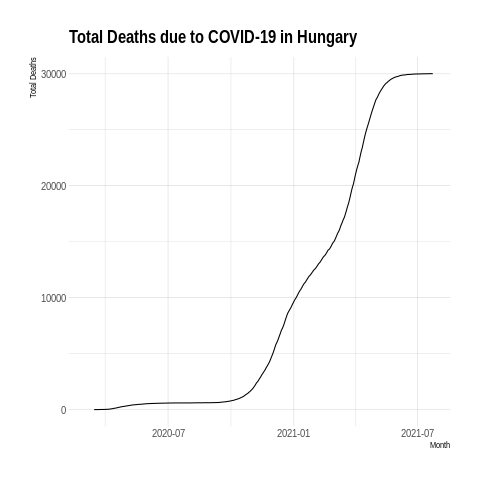 Total Deaths due to COVID-19 in Hungary
Total Deaths
30000
20000
10000
0
2020-07 2021-01 2021-07
Month